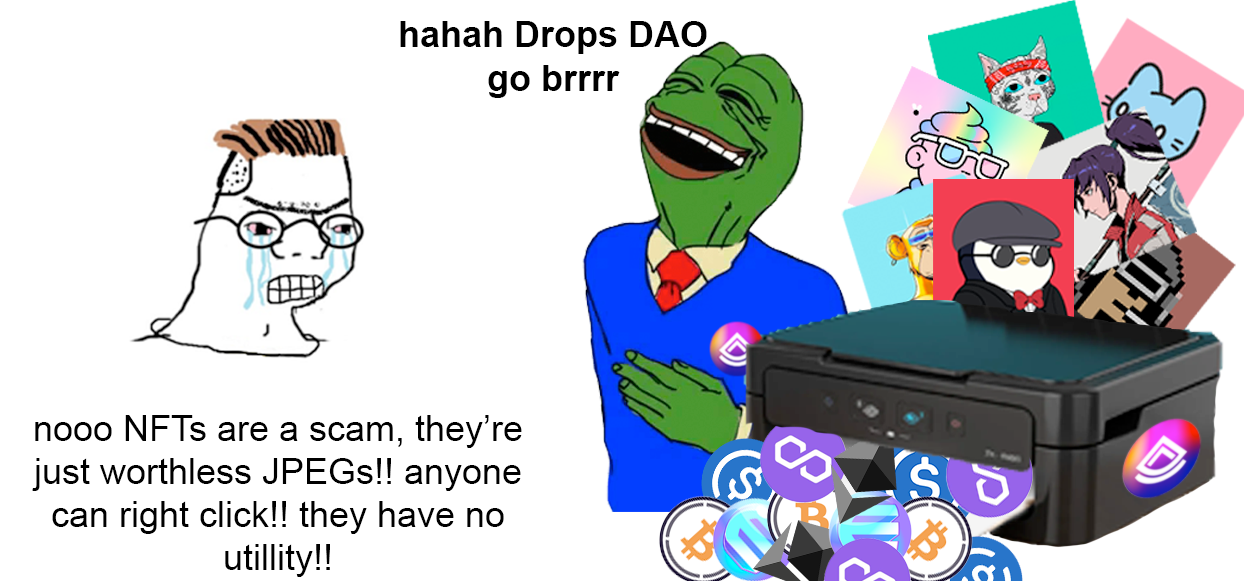 hahah Drops DAO
go brrrr
nooo NFTs are a scam, they're
just worthless JPEGs!! anyone
can right click!! they have no
utillity!!